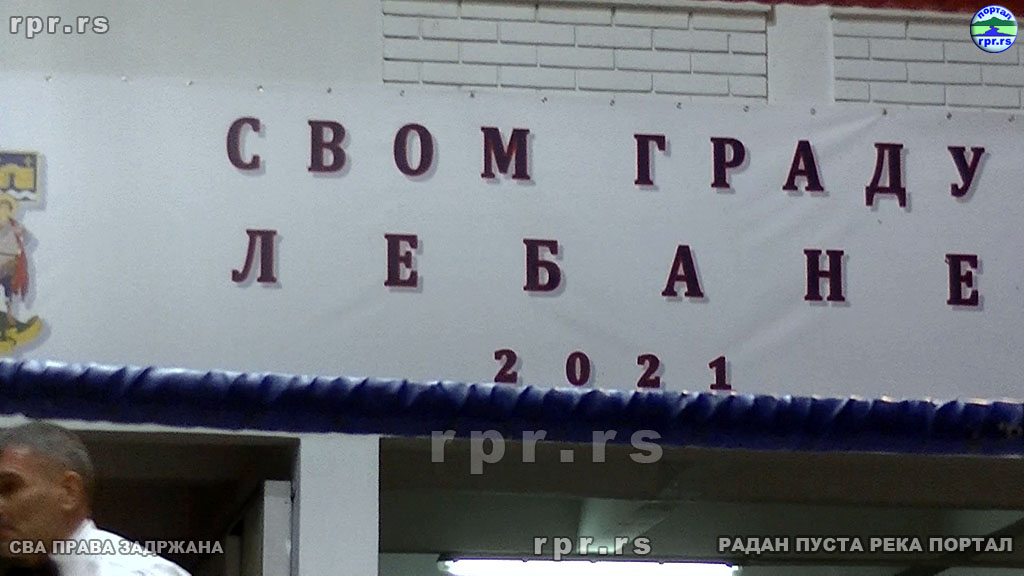 rpr.rs
портал
rpr.rs
СВОМ ГРАДУ
ЛЕБАНЕ
2021
rpr.rs
СВА ПРАВА ЗАДРЖАНА
rpr.rs
РАДАН ПУСТА РЕКА ПОРТАЛ